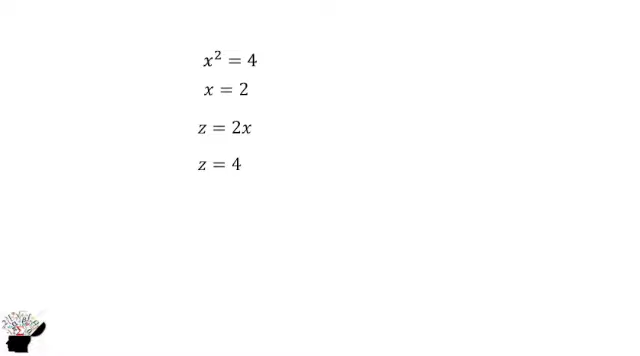 x² = 4
x = 2
z = 2x
z = 4